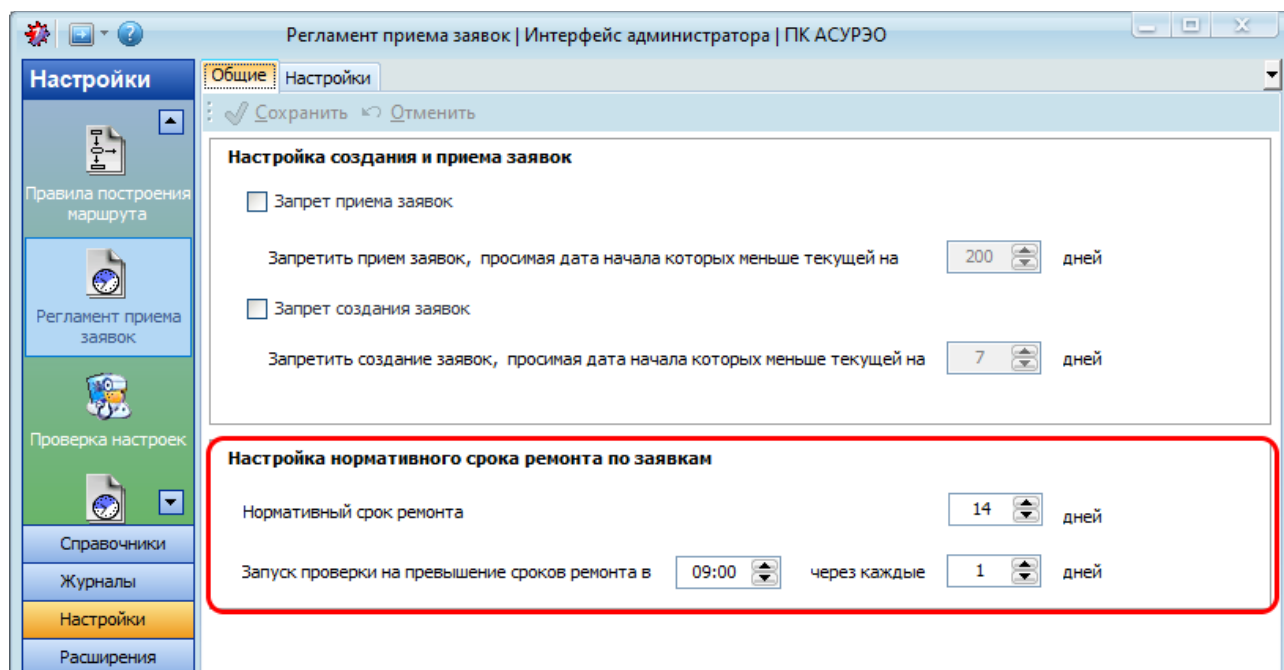 Регламент приема заявок | Интерфейс администратора | ПК АСУРЭО
Настройки
Правила построения
маршрута
Регламент приема
заявок
Проверка настроек
Справочники
Журналы
Настройки
Расширения
Общие Настройки
Сохранить Отменить
Настройка создания и приема заявок
Запрет приема заявок
Запретить прием заявок, просимая дата начала которых меньше текущей на 200 дней
Запрет создания заявок
Запретить создание заявок, просимая дата начала которых меньше текущей на 7 дней
Настройка нормативного срока ремонта по заявкам
Нормативный срок ремонта 14 дней
Запуск проверки на превышение сроков ремонта в 09:00 через каждые 1 дней